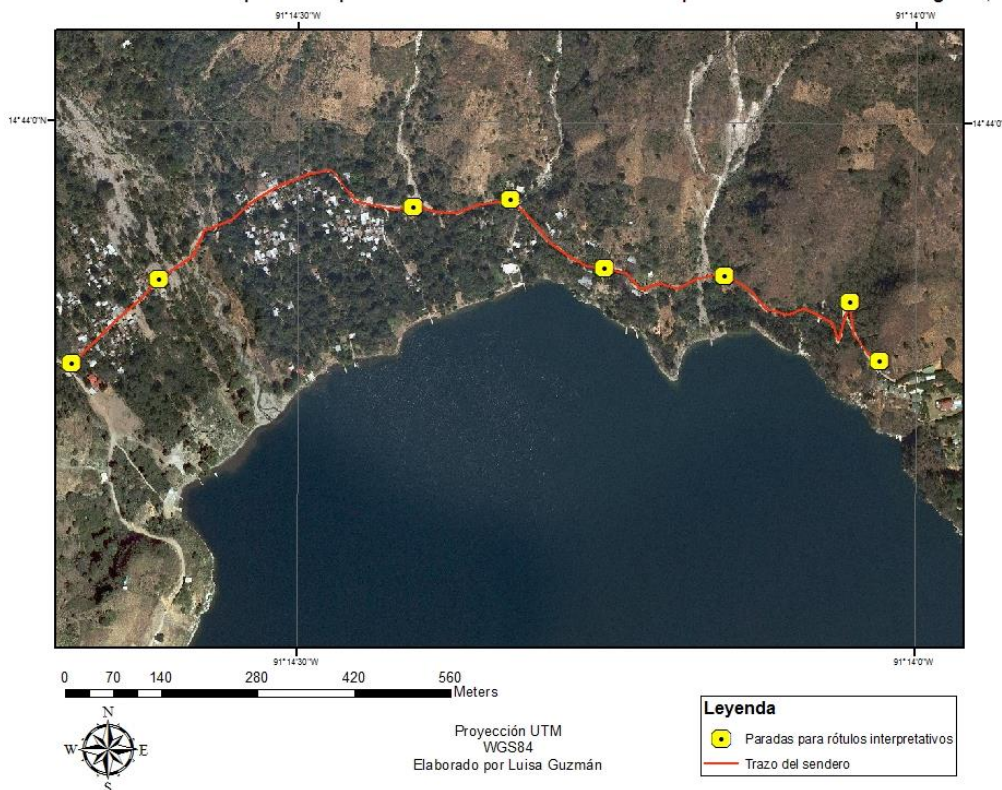 91°14'30"W 91°14'0"W
14°44'0"N 14°44'0"N
91°14'30"W 91°14'0"W
0 70 140 280 420 560
Meters
N
W E
S
Proyección UTM
WGS84
Elaborado por Luisa Guzmán
Leyenda
Paradas para rótulos interpretativos
Trazo del sendero